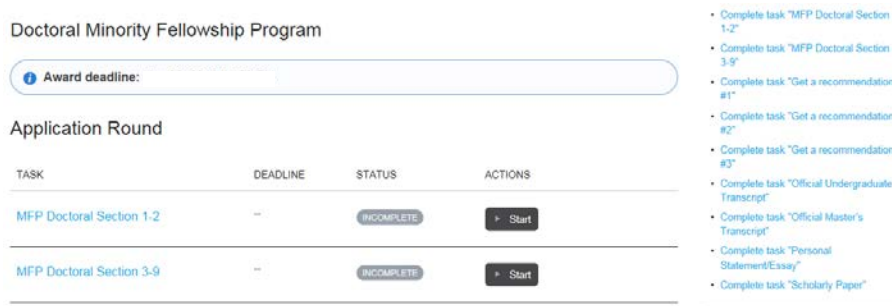 Doctoral Minority Fellowship Program
Award deadline:
Application Round
TASK DEADLINE STATUS ACTIONS
MFP Doctoral Section 1-2 -- INCOMPLETE Start
MFP Doctoral Section 3-9 -- INCOMPLETE Start
• Complete task "MFP Doctoral Section
1-2"
• Complete task "MFP Doctoral Section
3-9"
• Complete task "Get a recommendation
#1"
• Complete task "Get a recommendation
#2"
• Complete task "Get a recommendation
#3"
• Complete task "Official Undergraduate
Transcript"
• Complete task "Official Master's
Transcript"
• Complete task "Personal
Statement/Essay"
• Complete task "Scholarly Paper"